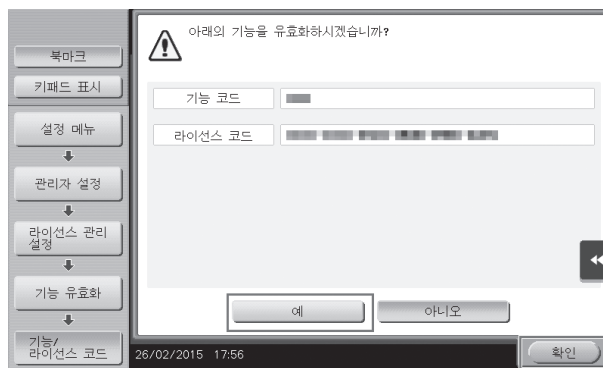 아래의 기능을 유효화하시겠습니까?
북마크
키패드 표시
설정 메뉴
관리자 설정
라이선스 관리
설정
기능 유효화
기능/
라이선스 코드
기능 코드
라이선스 코드
예
아니오
26/02/2015 17:56
확인